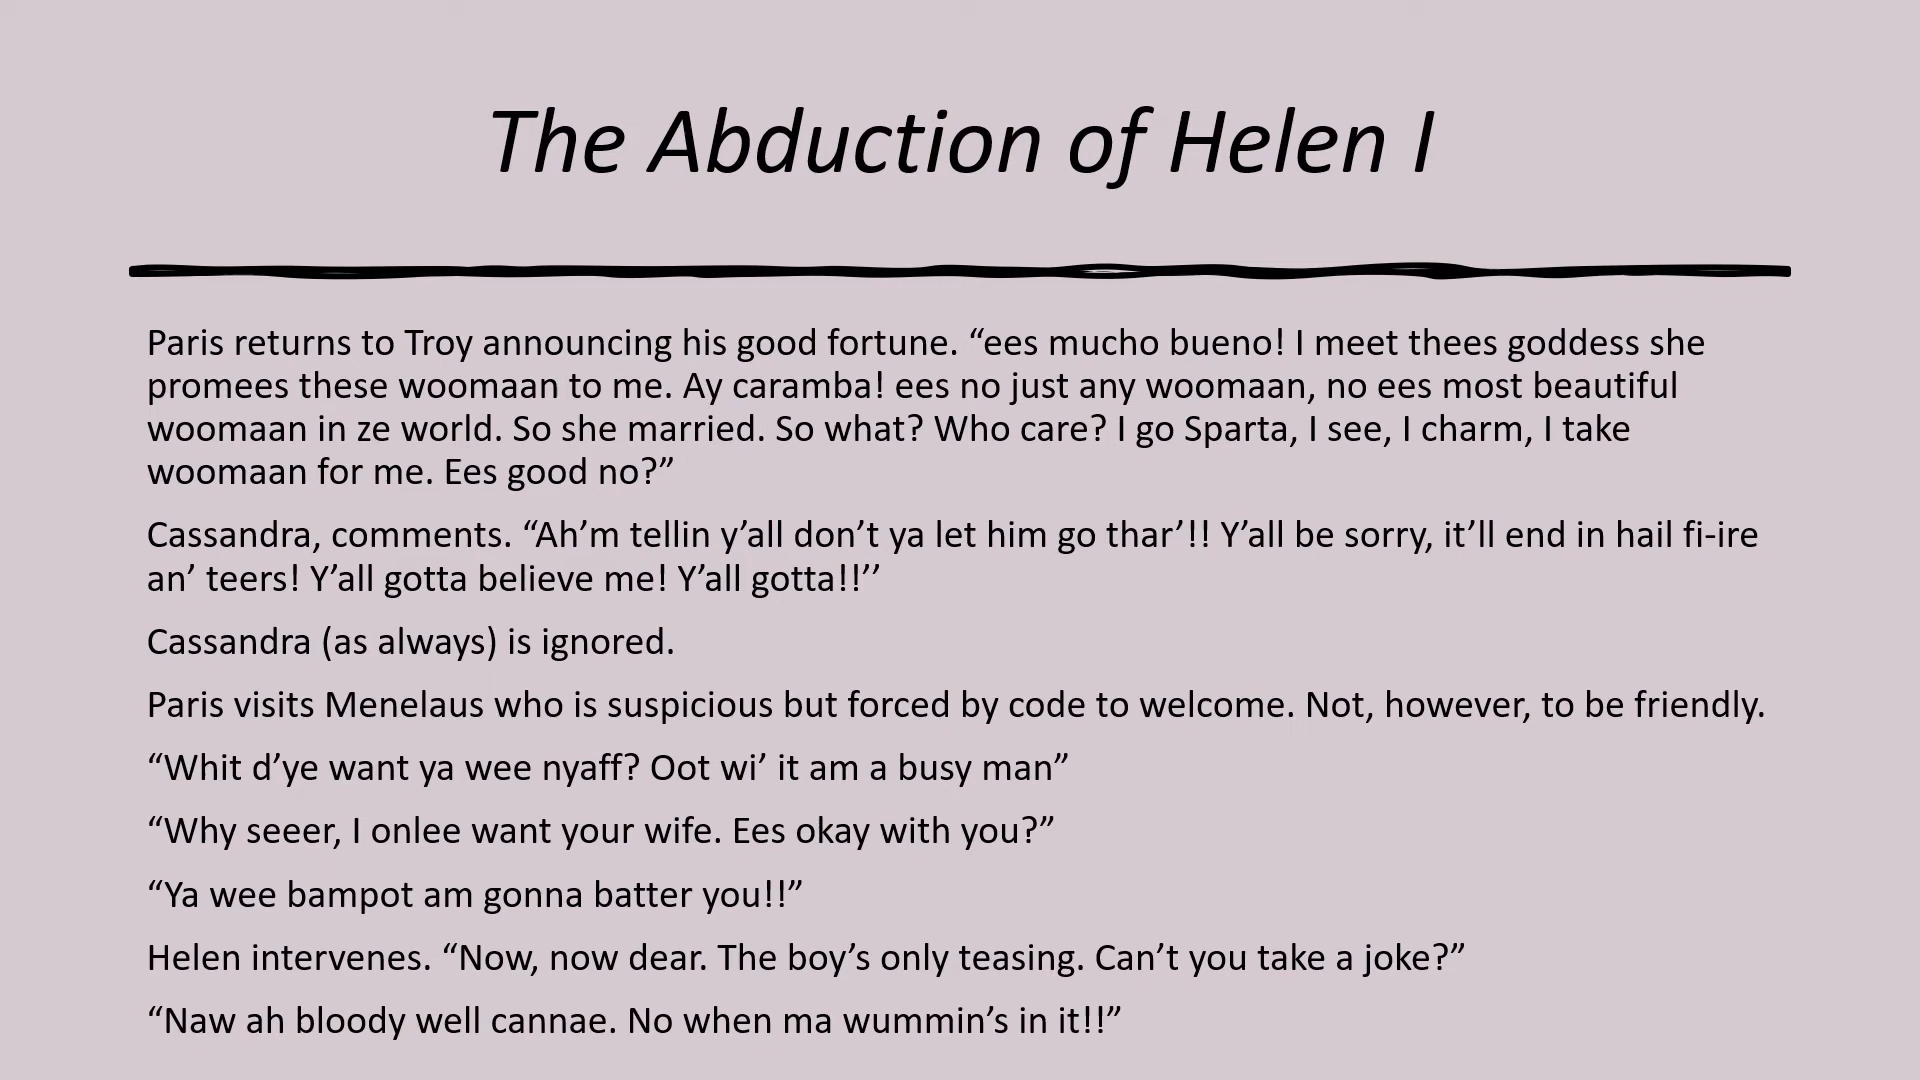 The Abduction of Helen I
Paris returns to Troy announcing his good fortune. “ees mucho bueno! I meet thees goddess she
promees these woomaan to me. Ay caramba! ees no just any woomaan, no ees most beautiful
woomaan in ze world. So she married. So what? Who care? I go Sparta, I see, I charm, I take
woomaan for me. Ees good no?”
Cassandra, comments. “Ah’m tellin y’all don’t ya let him go thar’!! Y’all be sorry, it’ll end in hail fi-ire
an’ teers! Y’all gotta believe me! Y’all gotta!!’’
Cassandra (as always) is ignored.
Paris visits Menelaus who is suspicious but forced by code to welcome. Not, however, to be friendly.
“Whit d’ye want ya wee nyaff? Oot wi’ it am a busy man”
“Why seeer, I onlee want your wife. Ees okay with you?”
“Ya wee bampot am gonna batter you!!”
Helen intervenes. “Now, now dear. The boy’s only teasing. Can’t you take a joke?”
“Naw ah bloody well cannae. No when ma wummin’s in it!!”